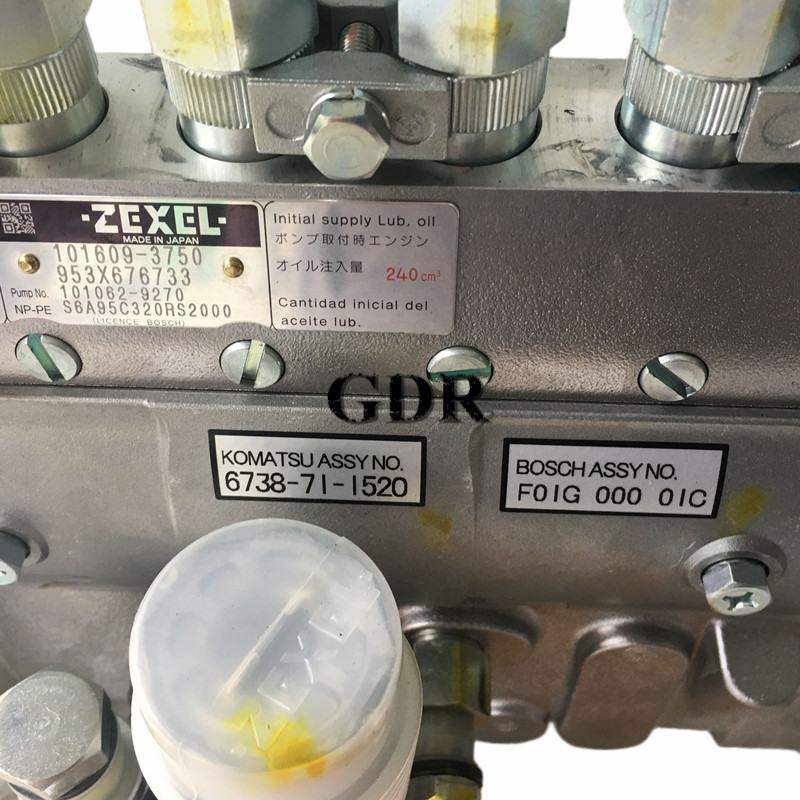 ·ZEXEL·
MADE IN JAPAN
101609-3750
953X676733
Pump No. 101062-9270
NP-PE S6A95C320RS2000
(LICENCE BOSCH)
Initial supply Lub. oil
ポンプ取付時エンジン
オイル注入量 240cm³
Cantidad inicial del
aceite lub.
GDR
KOMATSU ASSY NO.
6738-71-1520
BOSCH ASSY NO.
F01G 000 01C
ZEXEL